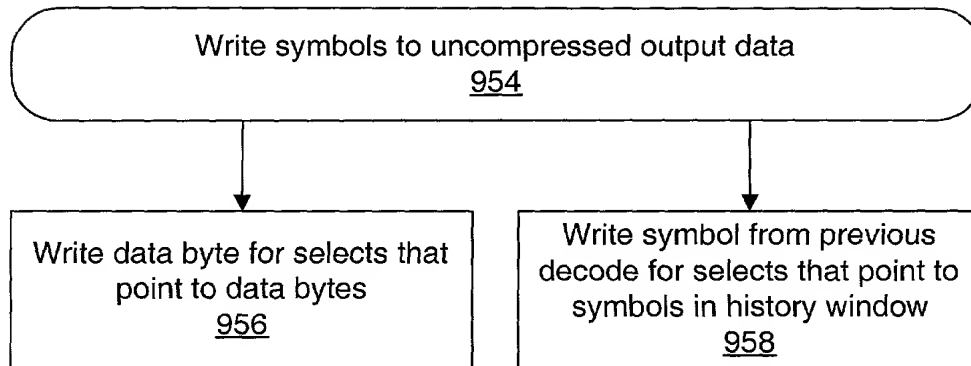 Write symbols to uncompressed output data
954
Write data byte for selects that
point to data bytes
956
Write symbol from previous
decode for selects that point to
symbols in history window
958